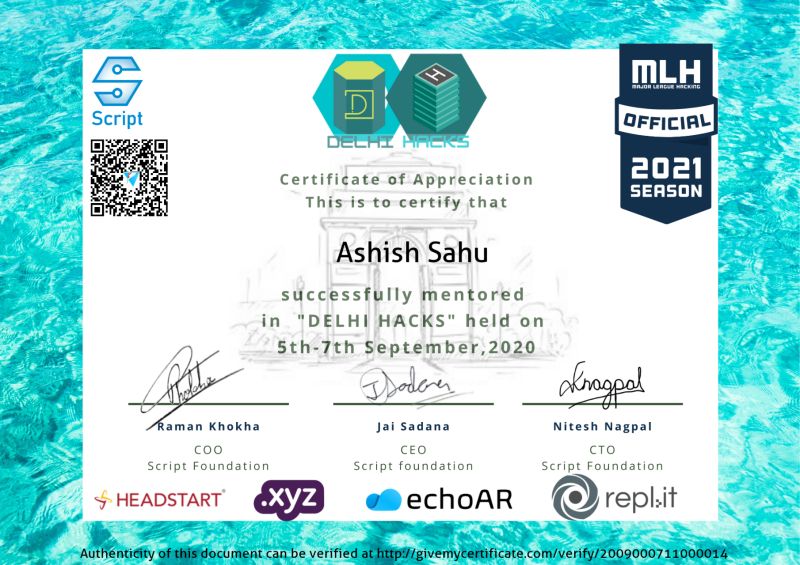 Script
D H
DELHI HACKS
MLH
MAJOR LEAGUE HACKING
OFFICIAL
2021
SEASON
Certificate of Appreciation
This is to certify that
Ashish Sahu
successfully mentored
in "DELHI HACKS" held on
5th-7th September,2020
Raman Khokha
COO
Script Foundation
Jai Sadana
CEO
Script foundation
Nitesh Nagpal
CTO
Script Foundation
HEADSTART®
.xyz
echoAR
repl.it
Authenticity of this document can be verified at http://givemycertificate.com/verify/2009000711000014